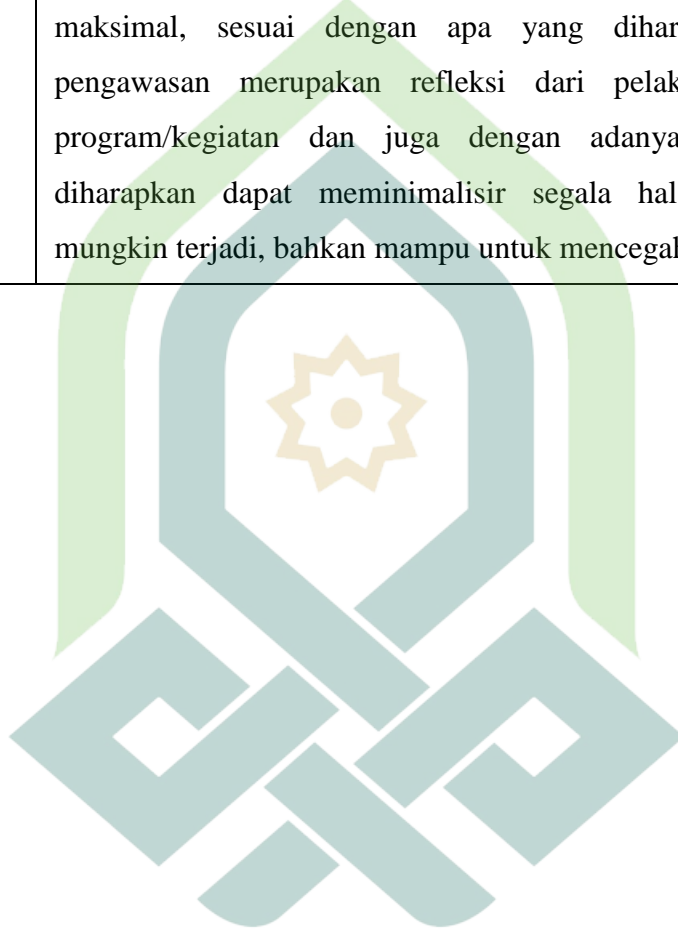 maksimal, sesuai dengan apa yang dihar
pengawasan merupakan refleksi dari pelak
program/kegiatan dan juga dengan adanya
diharapkan dapat meminimalisir segala hal
mungkin terjadi, bahkan mampu untuk mencegah